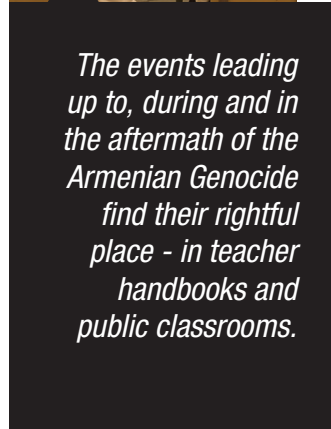 The events leading
up to, during and in
the aftermath of the
Armenian Genocide
find their rightful
place - in teacher
handbooks and
public classrooms.